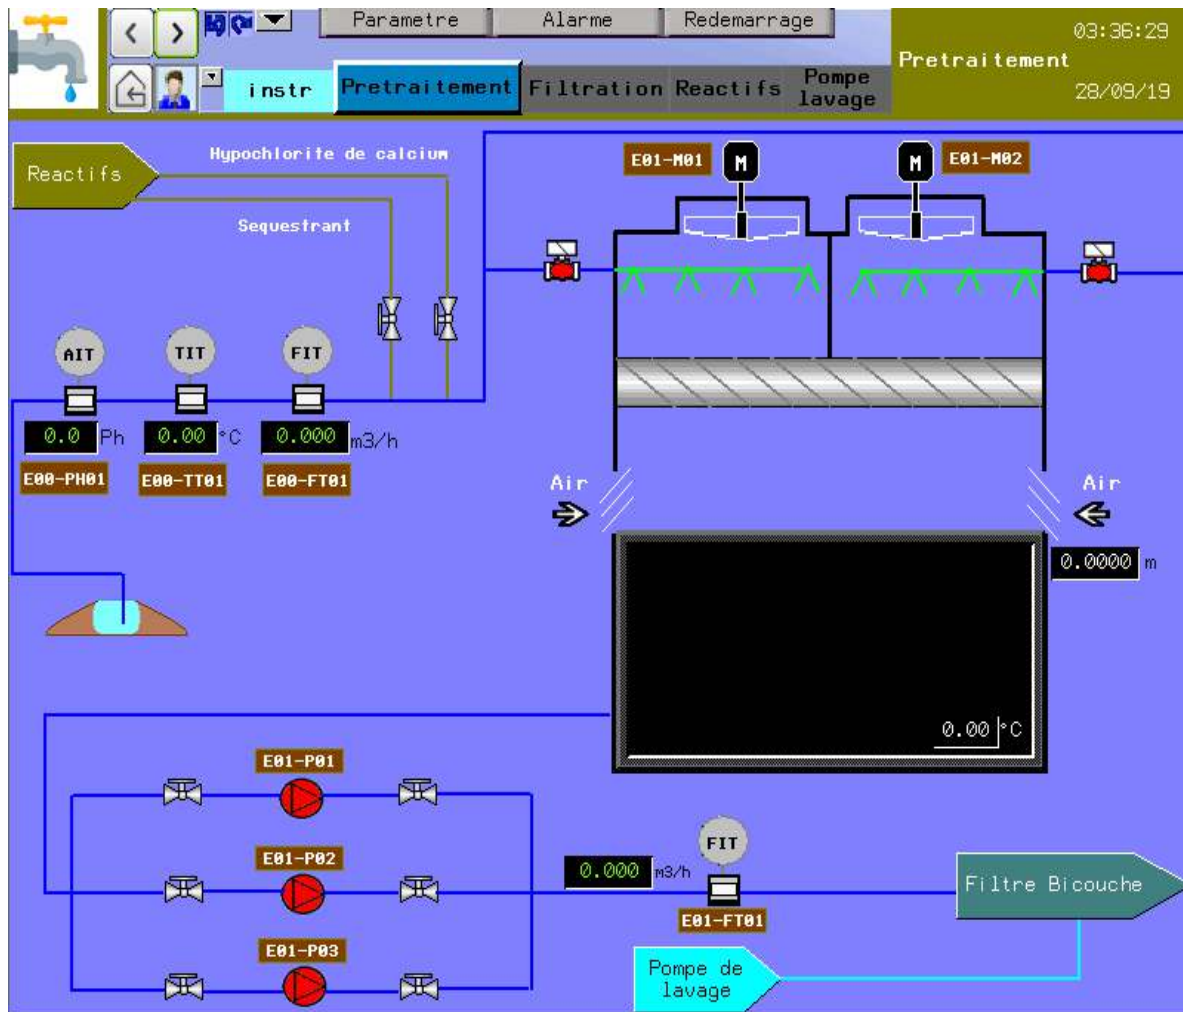 Parametre
Alarme
Redemarrage
03:36:29
Pretraitement
28/09/19
instr
Pretraitement
Filtration
Reactifs
Pompe
lavage
Reactifs
Hypochlorite de calcium
Sequestrant
E01-M01
M
M
E01-M02
AIT
TIT
FIT
0.0 Ph
0.00 °C
0.000 m3/h
E00-PH01
E00-TT01
E00-FT01
Air
Air
0.0000 m
0.00 °C
E01-P01
E01-P02
E01-P03
FIT
0.000 m3/h
E01-FT01
Filtre Bicouche
Pompe de
lavage